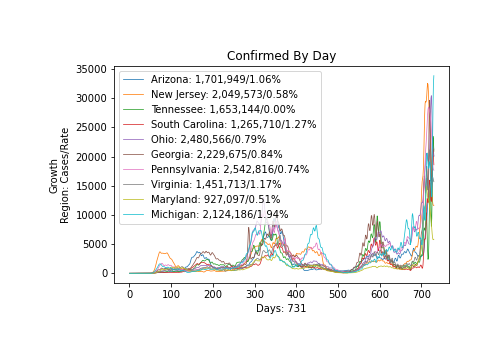 Confirmed By Day
35000
30000
25000
20000
15000
10000
5000
0
Growth
Region: Cases/Rate
Arizona: 1,701,949/1.06%
New Jersey: 2,049,573/0.58%
Tennessee: 1,653,144/0.00%
South Carolina: 1,265,710/1.27%
Ohio: 2,480,566/0.79%
Georgia: 2,229,675/0.84%
Pennsylvania: 2,542,816/0.74%
Virginia: 1,451,713/1.17%
Maryland: 927,097/0.51%
Michigan: 2,124,186/1.94%
0 100 200 300 400 500 600 700
Days: 731